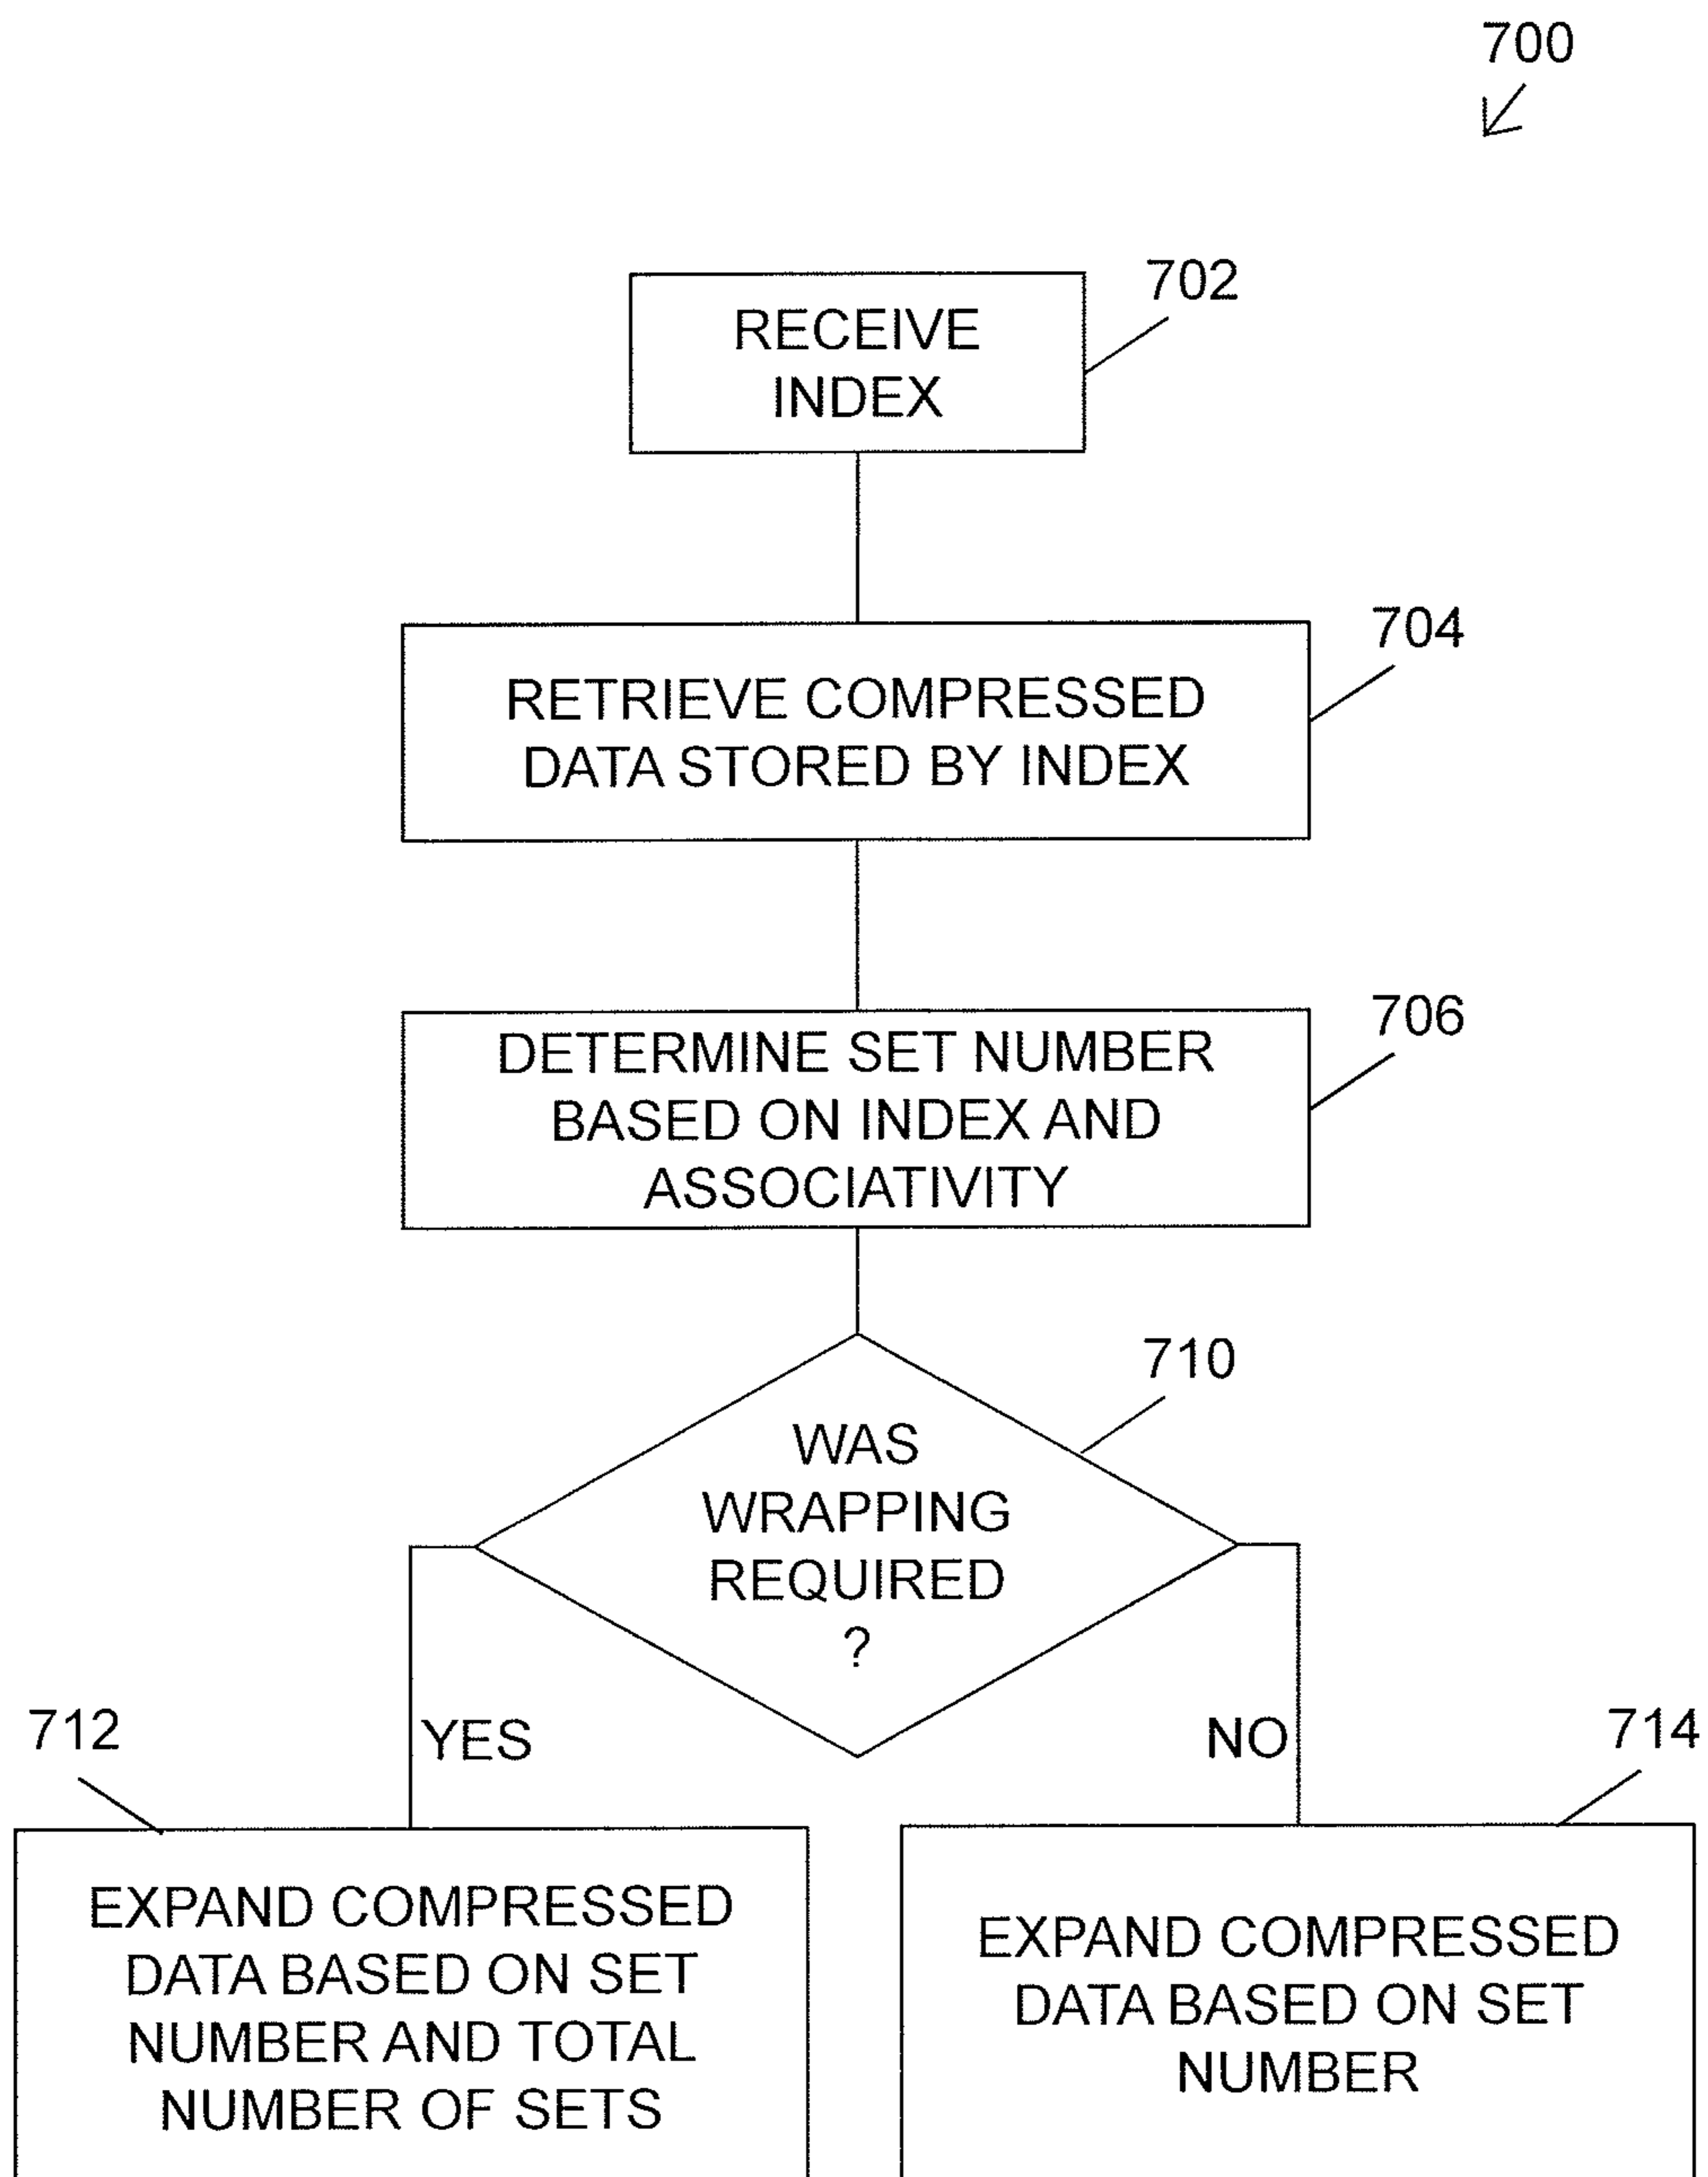 700
702
RECEIVE
INDEX
704
RETRIEVE COMPRESSED
DATA STORED BY INDEX
706
DETERMINE SET NUMBER
BASED ON INDEX AND
ASSOCIATIVITY
710
WAS
WRAPPING
REQUIRED
?
712
YES
NO
714
EXPAND COMPRESSED
DATA BASED ON SET
NUMBER AND TOTAL
NUMBER OF SETS
EXPAND COMPRESSED
DATA BASED ON SET
NUMBER